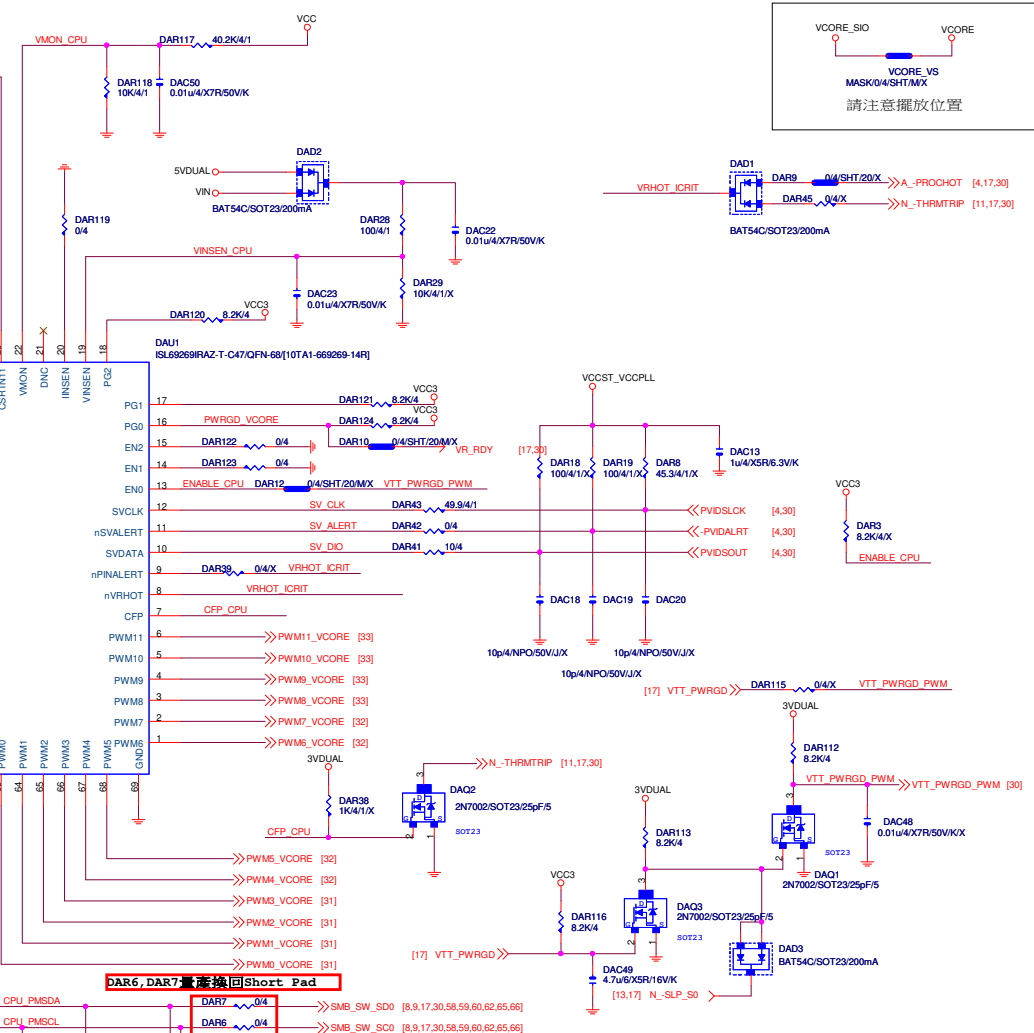 VCC
VMON_CPU
DAR117
40.2K/4/1
DAR118
10K/4/1
DAC50
0.01u/4/X7R/50V/K
VCORE_SIO
VCORE
VCORE_VS
MASK/0/4/SHT/M/X
請注意擺放位置
DAD2
5VDUAL
VIN
BAT54C/SOT23/200mA
DAR119
0/4
DAR28
100/4/1
DAC22
0.01u/4/X7R/50V/K
VINSEN_CPU
DAC23
0.01u/4/X7R/50V/K
DAR29
10K/4/1/X
DAD1
VRHOT_ICRIT
DAR9
0/4/SHT/20/X
A_-PROCHOT [4,17,30]
DAR45
0/4/X
N_-THRMTRIP [11,17,30]
BAT54C/SOT23/200mA
DAR120
8.2K/4
VCC3
DAU1
ISL69269IRAZ-T-C47/QFN-68/[10TA1-669269-14R]
22
21
20
19
18
CSRTN11
VMON
DNC
IINSEN
VINSEN
PG2
PG1 17
DAR121
8.2K/4
VCC3
PG0 16
PWRGD_VCORE
DAR124
8.2K/4
VCC3
EN2 15
DAR122
0/4
DAR10
0/4/SHT/20/M/X
VR_RDY [17,30]
EN1 14
DAR123
0/4
EN0 13
ENABLE_CPU
DAR12
0/4/SHT/20/M/X
VTT_PWRGD_PWM
SVCLK 12
SV_CLK
DAR43
49.9/4/1
PVIDSLCK [4,30]
nSVALERT 11
SV_ALERT
DAR42
0/4
-PVIDALRT [4,30]
SVDATA 10
SV_DIO
DAR41
10/4
PVIDSOUT [4,30]
nPINALERT 9
DAR39
0/4/X
VRHOT_ICRIT
nVRHOT 8
VRHOT_ICRIT
CFP 7
CFP_CPU
PWM11 6
PWM11_VCORE [33]
PWM10 5
PWM10_VCORE [33]
PWM9 4
PWM9_VCORE [33]
PWM8 3
PWM8_VCORE [33]
PWM7 2
PWM7_VCORE [32]
PWM6 1
PWM6_VCORE [32]
VCCST_VCCPLL
DAR18
100/4/1/X
DAR19
100/4/1/X
DAR8
45.3/4/1/X
DAC13
1u/4/X5R/6.3V/K
VCC3
DAR3
8.2K/4/X
ENABLE_CPU
DAC18
DAC19
DAC20
10p/4/NPO/50V/J/X
10p/4/NPO/50V/J/X
10p/4/NPO/50V/J/X
[17] VTT_PWRGD
DAR115
0/4/X
VTT_PWRGD_PWM
PWM0
PWM1
PWM2
PWM3
PWM4
PWM5
GND
64
65
66
67
68
69
3VDUAL
DAR38
1K/4/1/X
CFP_CPU
N_-THRMTRIP [11,17,30]
3
DAQ2
2N7002/SOT23/25pF/5
D
G
S
SOT23
2
1
3VDUAL
DAR112
8.2K/4
VTT_PWRGD_PWM
VTT_PWRGD_PWM [30]
3
D
G
S
SOT23
2
1
DAC48
0.01u/4/X7R/50V/K/X
DAQ1
2N7002/SOT23/25pF/5
3VDUAL
DAR113
8.2K/4
3
DAQ3
2N7002/SOT23/25pF/5
D
G
S
SOT23
2
1
VCC3
DAR116
8.2K/4
[17] VTT_PWRGD
DAC49
4.7u/6/X5R/16V/K
DAD3
BAT54C/SOT23/200mA
[13,17] N_-SLP_S0
PWM5_VCORE [32]
PWM4_VCORE [32]
PWM3_VCORE [31]
PWM2_VCORE [31]
PWM1_VCORE [31]
PWM0_VCORE [31]
DAR6,DAR7量產換回Short Pad
CPU_PMSDA
DAR7
0/4
SMB_SW_SD0 [8,9,17,30,58,59,60,62,65,66]
CPU_PMSCL
DAR6
0/4
SMB_SW_SC0 [8,9,17,30,58,59,60,62,65,66]